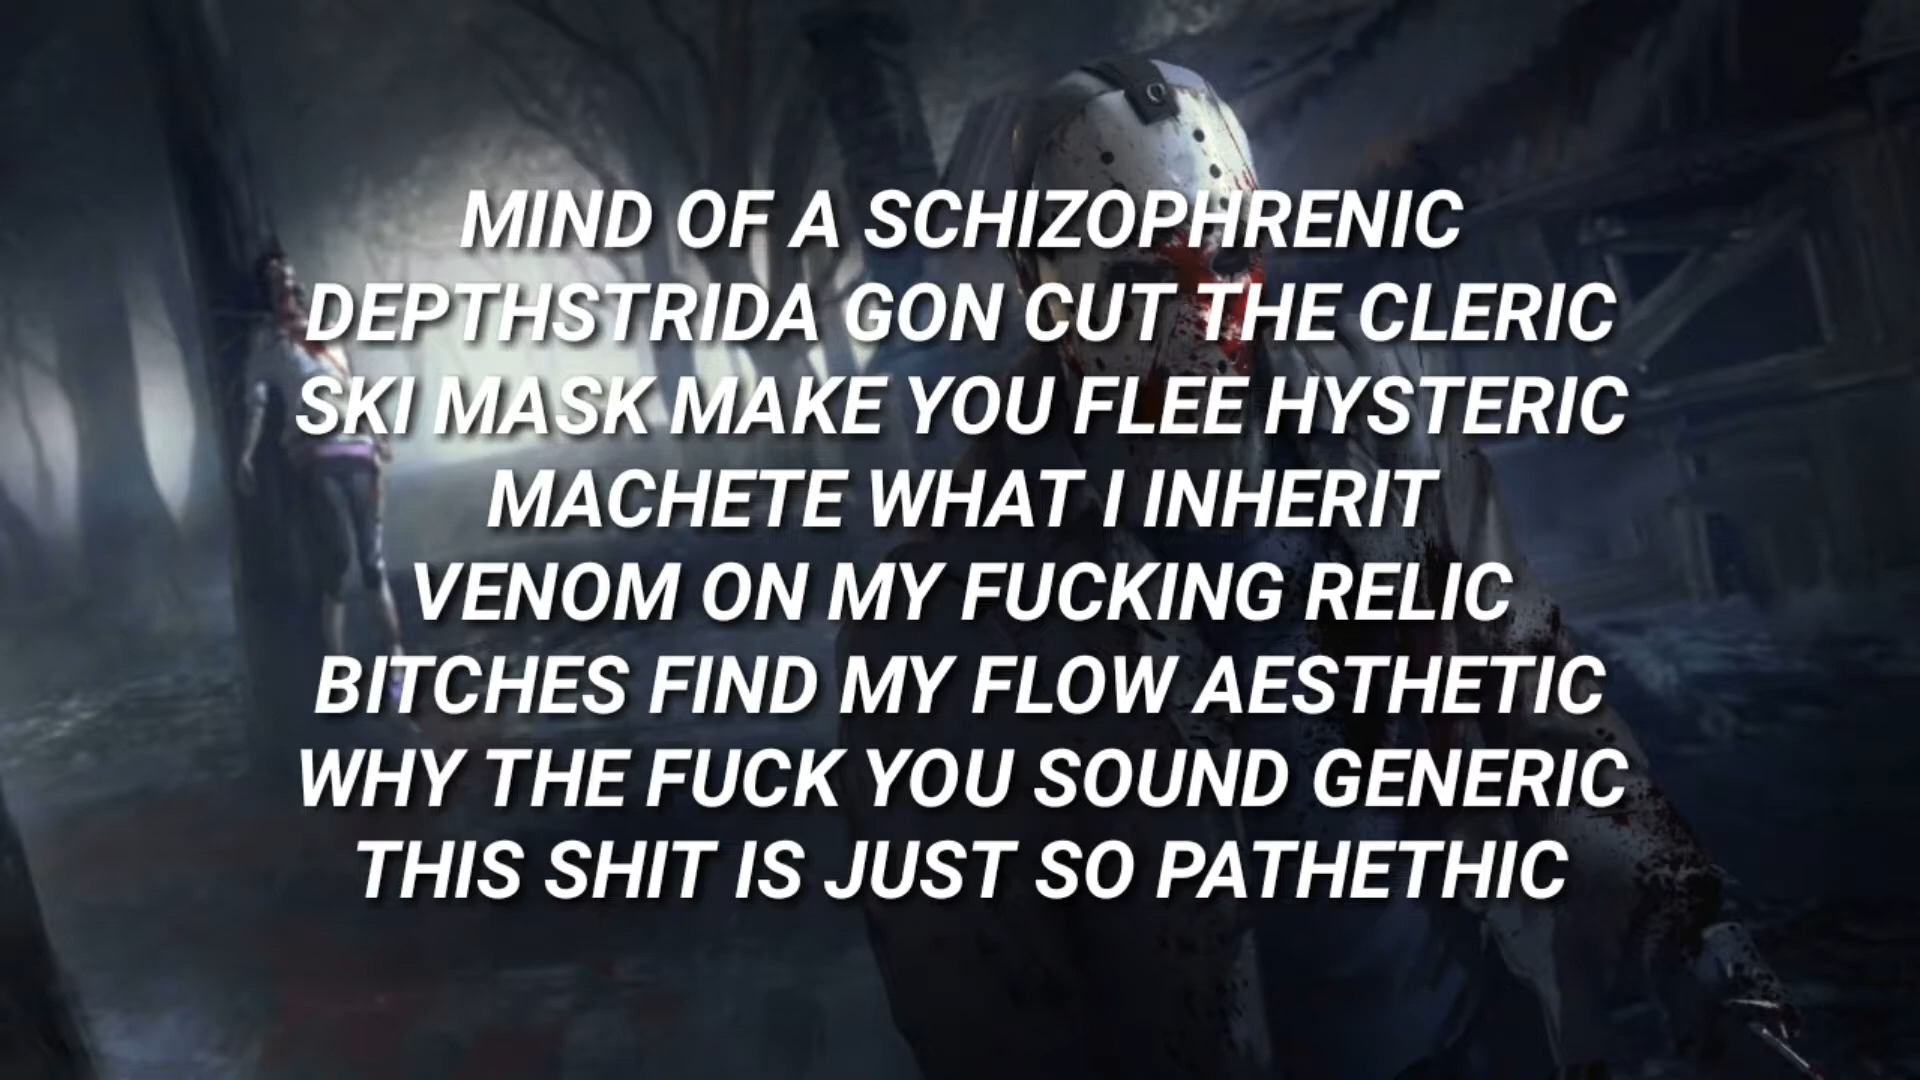 MIND OF A SCHIZOPHRENIC
DEPTHSTRIDA GON CUT THE CLERIC
SKI MASK MAKE YOU FLEE HYSTERIC
MACHETE WHAT I INHERIT
VENOM ON MY FUCKING RELIC
BITCHES FIND MY FLOW AESTHETIC
WHY THE FUCK YOU SOUND GENERIC
THIS SHIT IS JUST SO PATHETHIC